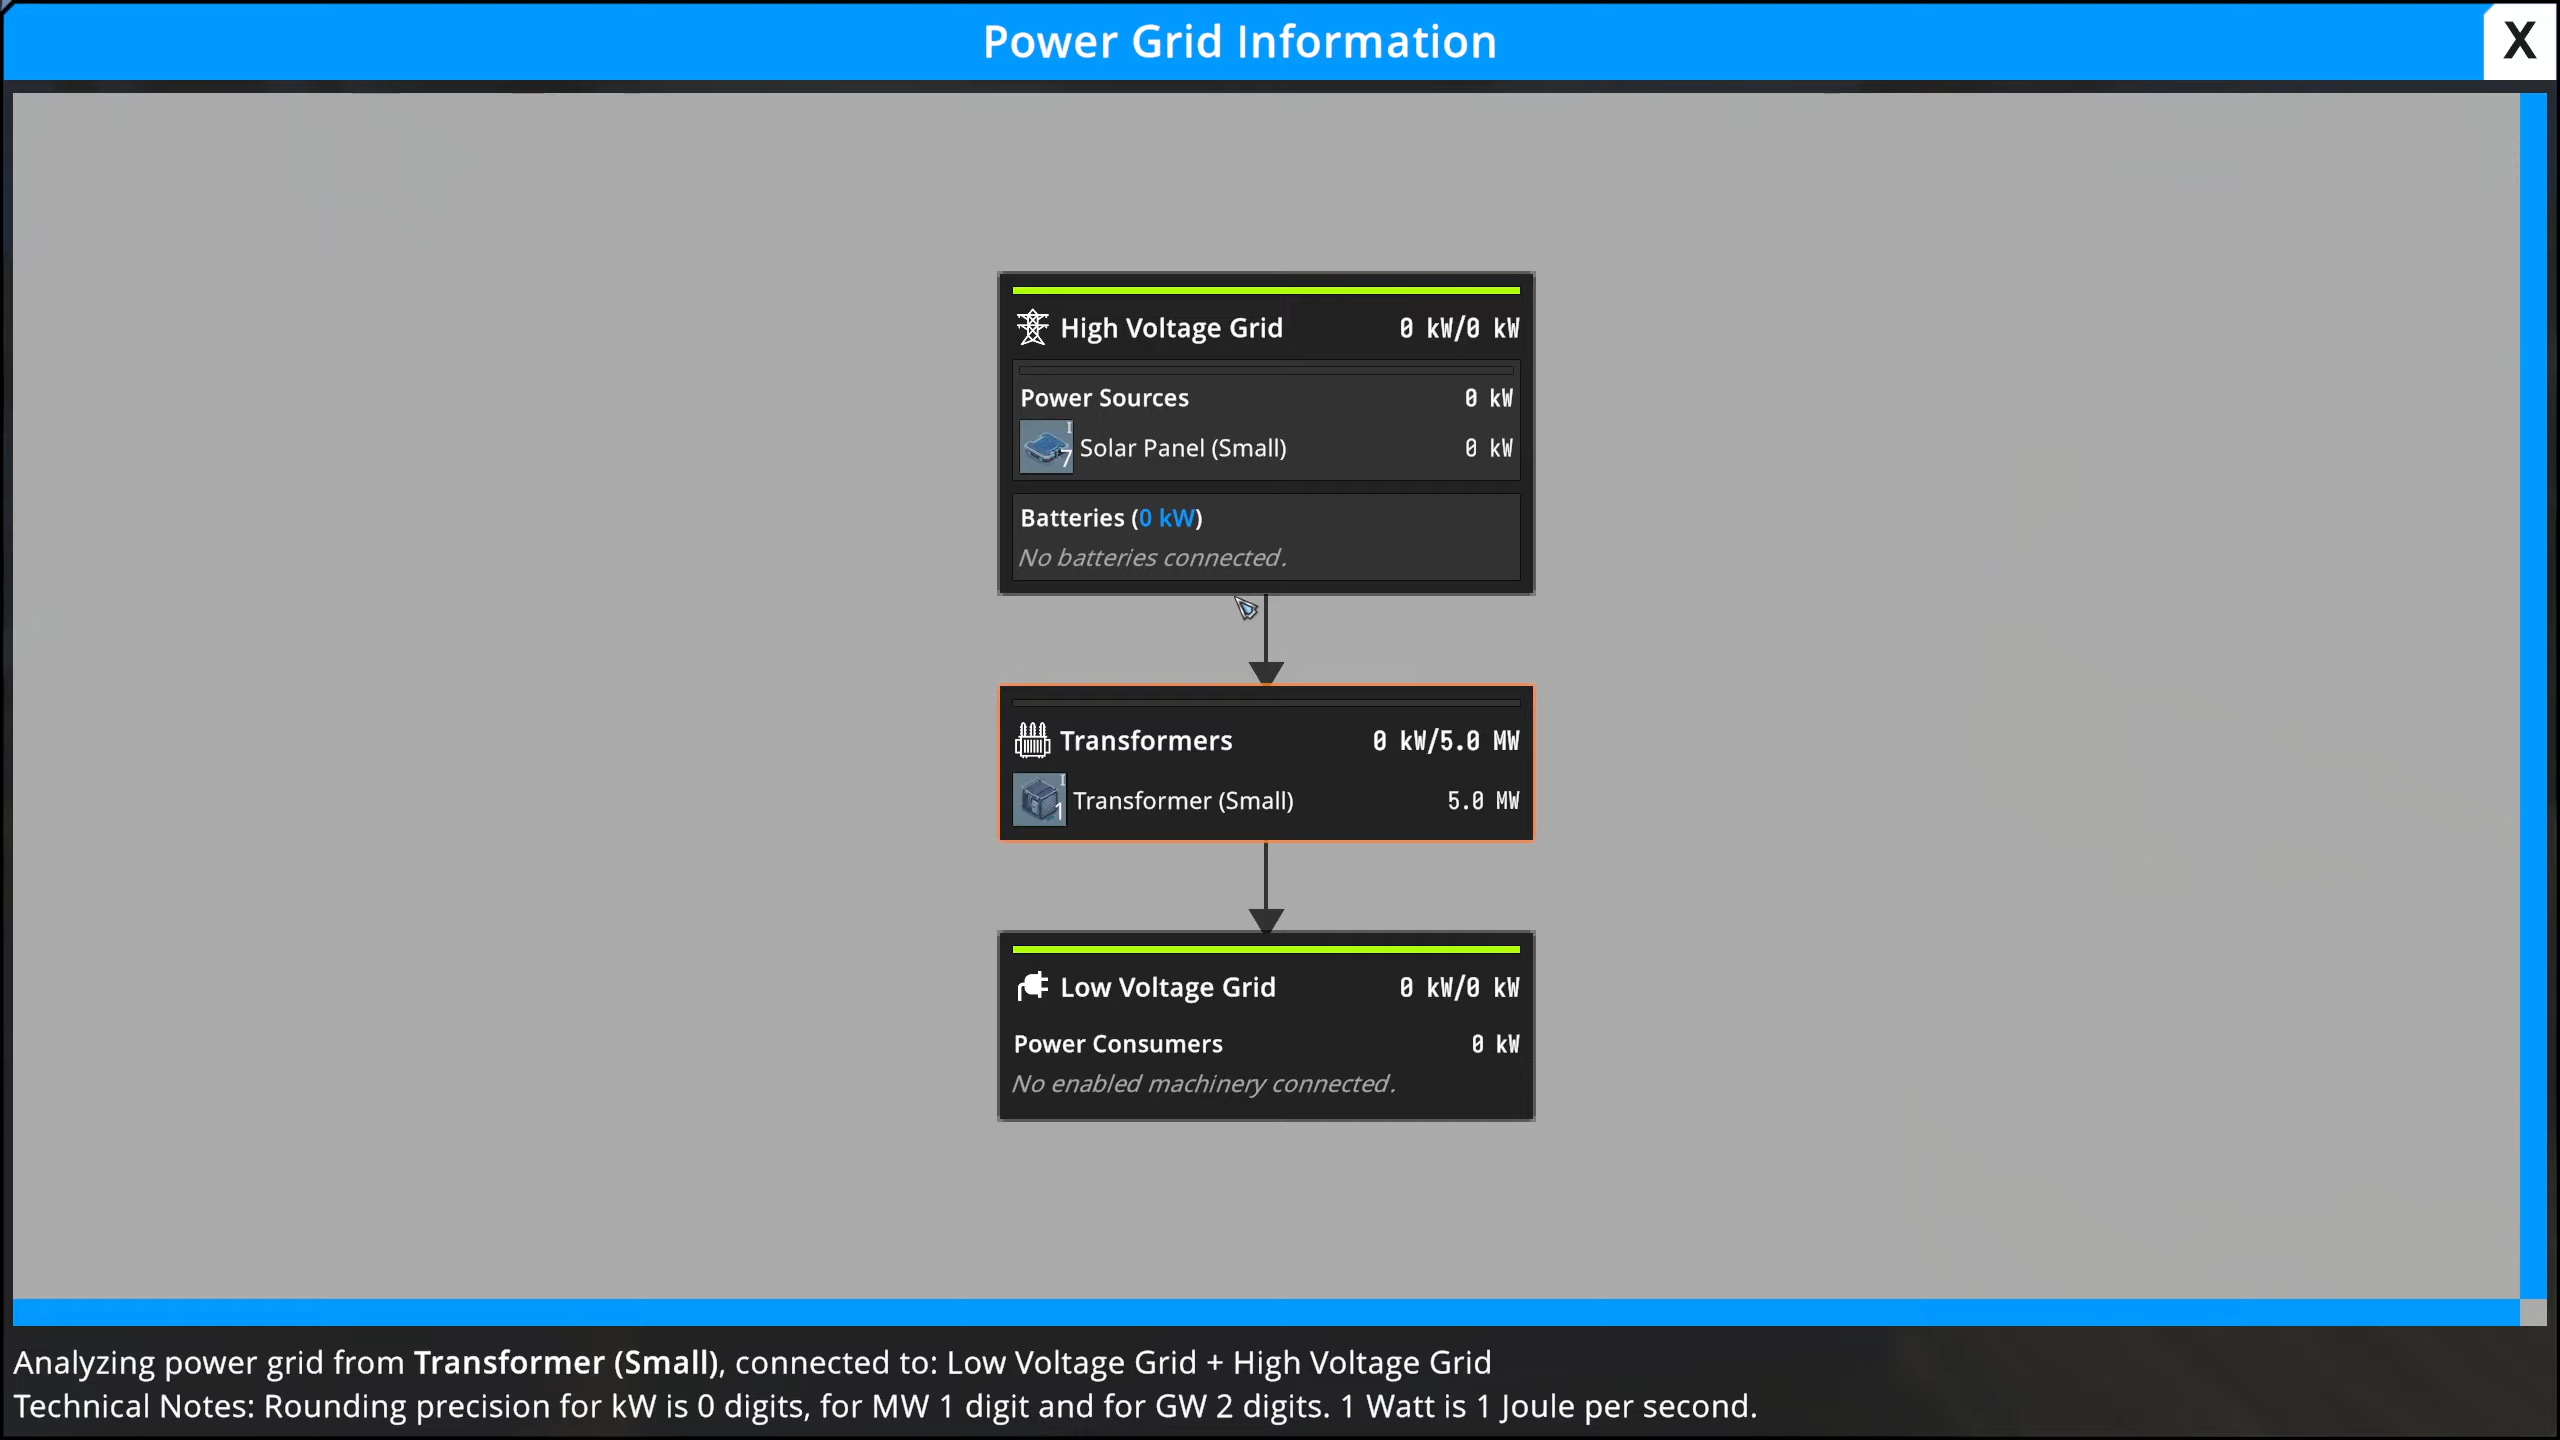 Power Grid Information
X
High Voltage Grid 0 kW/0 kW
Power Sources 0 kW
I
7
Solar Panel (Small) 0 kW
Batteries (0 kW)
No batteries connected.
Transformers 0 kW/5.0 MW
I
1
Transformer (Small) 5.0 MW
Low Voltage Grid 0 kW/0 kW
Power Consumers 0 kW
No enabled machinery connected.
Analyzing power grid from Transformer (Small), connected to: Low Voltage Grid + High Voltage Grid
Technical Notes: Rounding precision for kW is 0 digits, for MW 1 digit and for GW 2 digits. 1 Watt is 1 Joule per second.